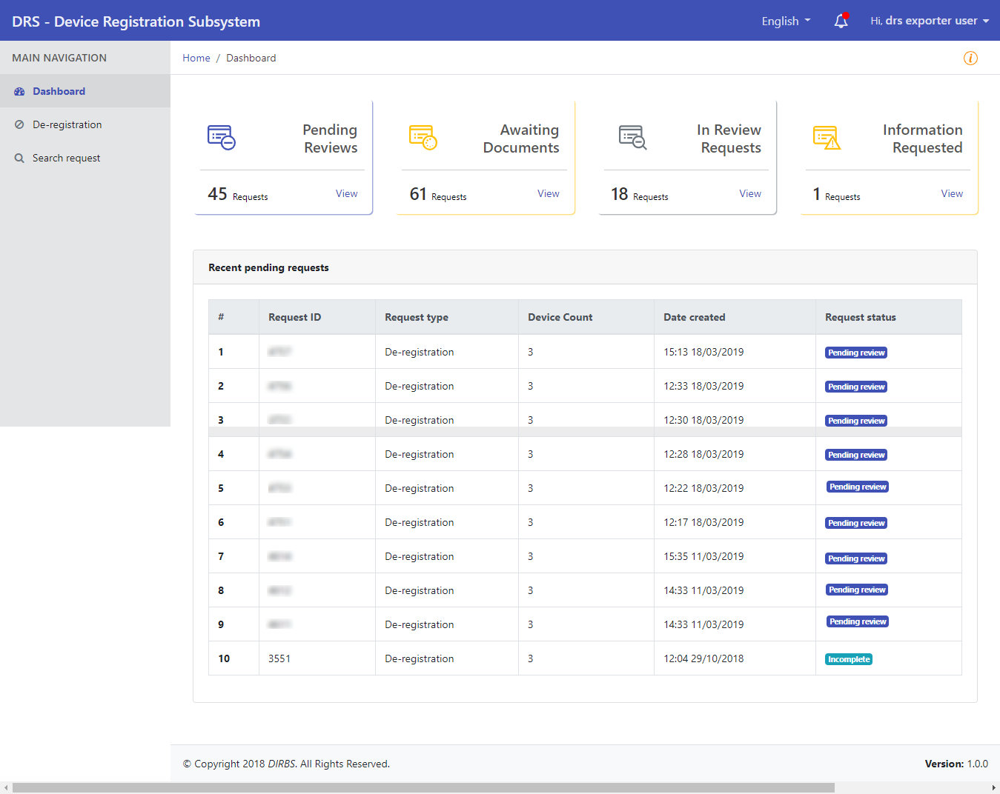 DRS - Device Registration Subsystem
English
Hi, drs exporter user
MAIN NAVIGATION
Home / Dashboard
Dashboard
De-registration
Search request
Pending
Reviews
45 Requests View
Awaiting
Documents
61 Requests View
In Review
Requests
18 Requests View
Information
Requested
1 Requests View
Recent pending requests
# Request ID Request type Device Count Date created Request status
1 De-registration 3 15:13 18/03/2019 Pending review
2 De-registration 3 12:33 18/03/2019 Pending review
3 De-registration 3 12:30 18/03/2019 Pending review
4 De-registration 3 12:28 18/03/2019 Pending review
5 De-registration 3 12:22 18/03/2019 Pending review
6 De-registration 3 12:17 18/03/2019 Pending review
7 De-registration 3 15:35 11/03/2019 Pending review
8 De-registration 3 14:33 11/03/2019 Pending review
9 De-registration 3 14:33 11/03/2019 Pending review
10 3551 De-registration 3 12:04 29/10/2018 Incomplete
© Copyright 2018 DIRBS. All Rights Reserved.
Version: 1.0.0